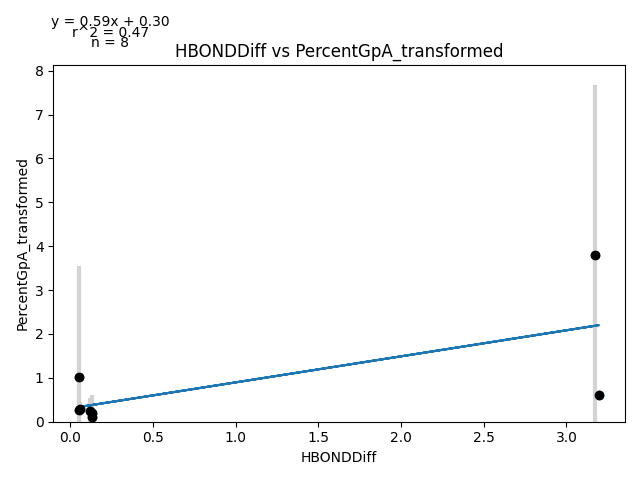 y = 0.59x + 0.30
r^2 = 0.47
n = 8
HBONDDiff vs PercentGpA_transformed
8
7
6
5
4
3
2
1
0
PercentGpA_transformed
0.0 0.5 1.0 1.5 2.0 2.5 3.0
HBONDDiff